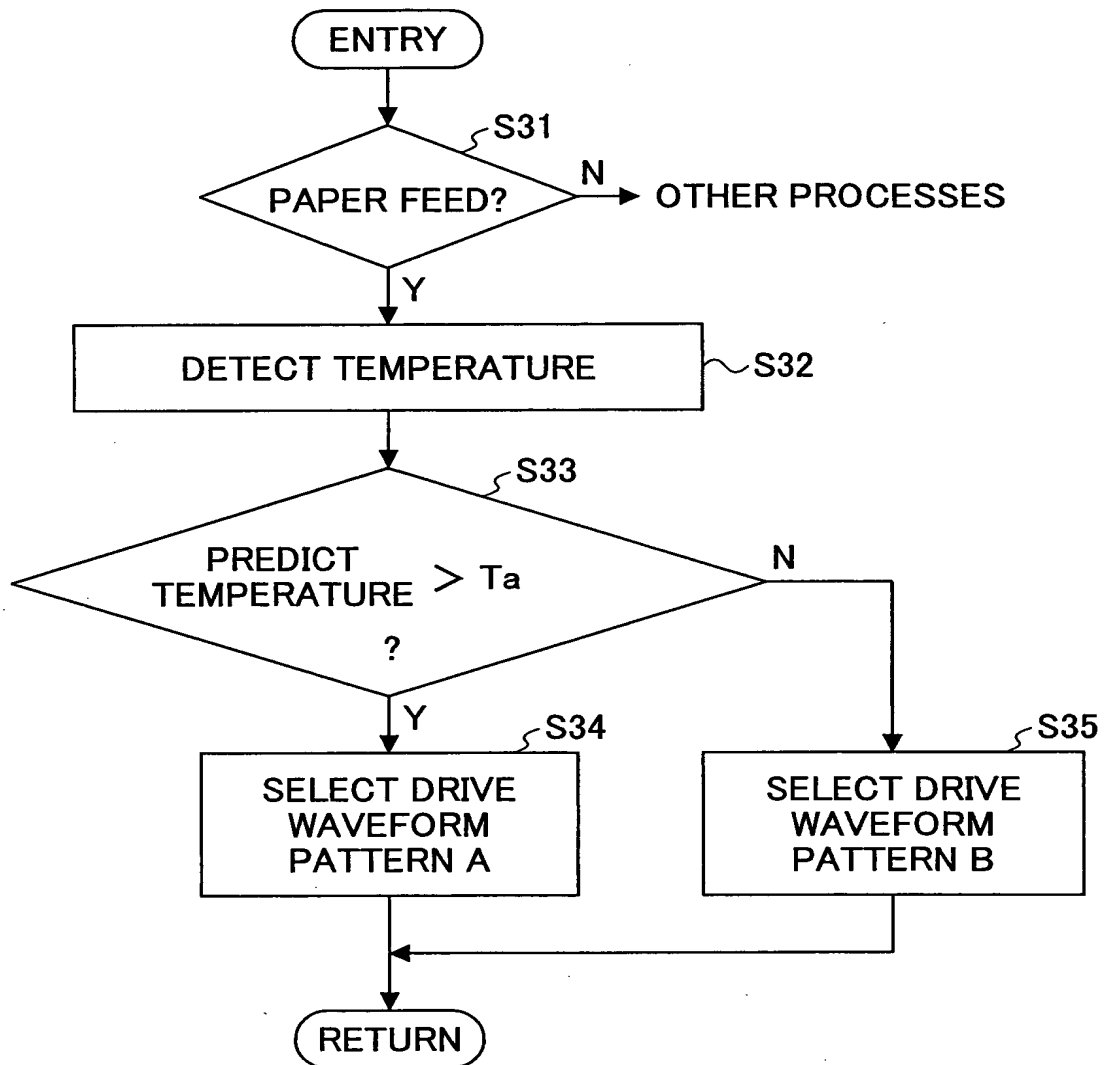 ENTRY
S31
PAPER FEED?
N
OTHER PROCESSES
Y
DETECT TEMPERATURE
S32
S33
PREDICT
TEMPERATURE > Ta
?
N
Y
S34
S35
SELECT DRIVE
WAVEFORM
PATTERN A
SELECT DRIVE
WAVEFORM
PATTERN B
RETURN